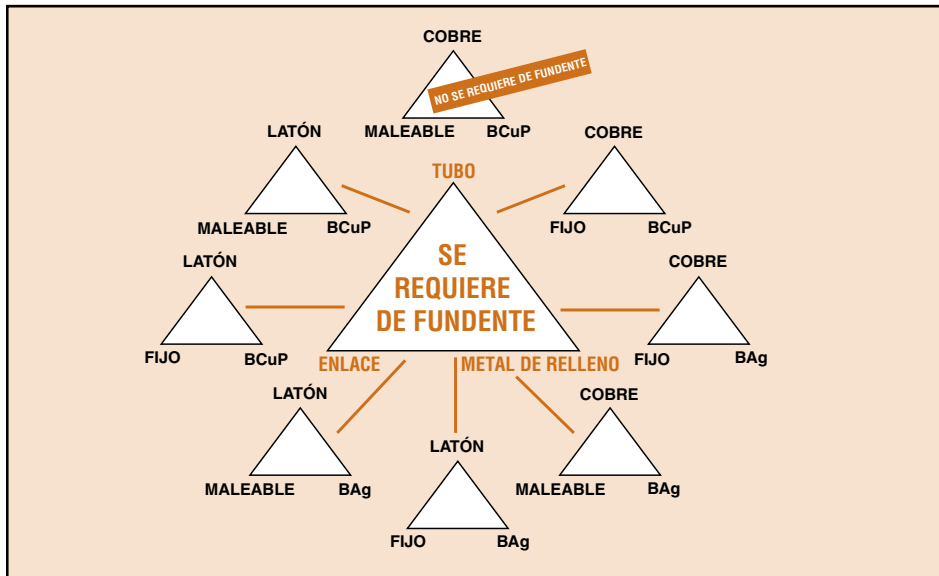 COBRE
NO SE REQUIERE DE FUNDENTE
MALEABLE BCuP
LATÓN
MALEABLE BCuP
COBRE
FIJO BCuP
TUBO
SE
REQUIERE
DE FUNDENTE
ENLACE METAL DE RELLENO
LATÓN
FIJO BCuP
COBRE
FIJO BAg
LATÓN
MALEABLE BAg
LATÓN
FIJO BAg
COBRE
MALEABLE BAg